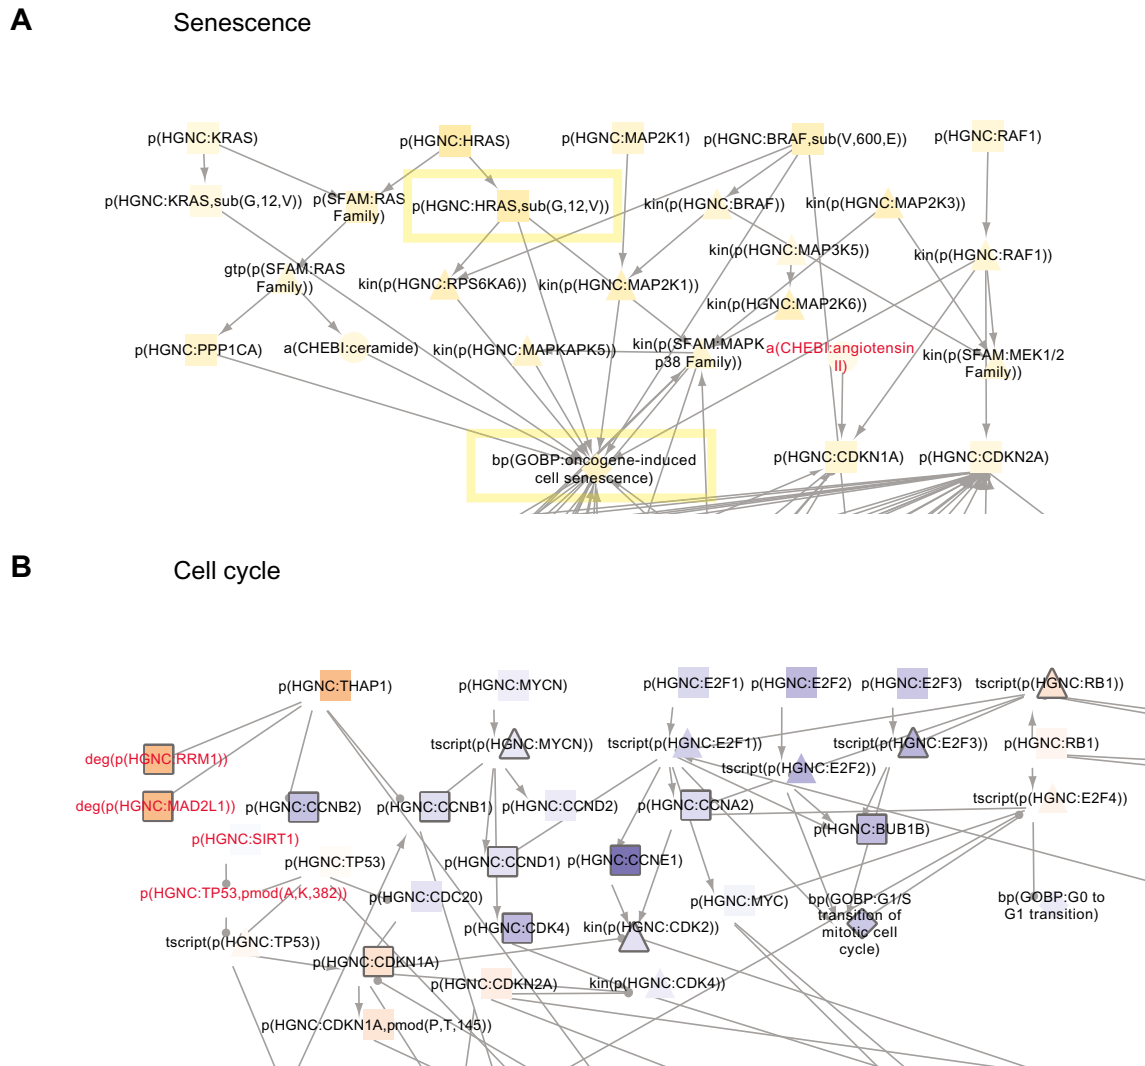 A
Senescence
p(HGNC:KRAS)
p(HGNC:HRAS)
p(HGNC:MAP2K1)
p(HGNC:BRAF,sub(V,600,E))
p(HGNC:RAF1)
p(HGNC:KRAS,sub(G,12,V))
p(SFAM:RAS
Family)
p(HGNC:HRAS,sub(G,12,V))
kin(p(HGNC:BRAF))
kin(p(HGNC:MAP2K3))
gtp(p(SFAM:RAS
Family))
kin(p(HGNC:RPS6KA6))
kin(p(HGNC:MAP2K1))
kin(p(HGNC:MAP3K5))
kin(p(HGNC:RAF1))
kin(p(HGNC:MAP2K6))
p(HGNC:PPP1CA)
a(CHEBI:ceramide)
kin(p(HGNC:MAPKAPK5))
kin(p(SFAM:MAPK
p38 Family))
a(CHEBI:angiotensin
II)
kin(p(SFAM:MEK1/2
Family))
bp(GOBP:oncogene-induced
cell senescence)
p(HGNC:CDKN1A)
p(HGNC:CDKN2A)
B
Cell cycle
p(HGNC:THAP1)
p(HGNC:MYCN)
p(HGNC:E2F1)
p(HGNC:E2F2)
p(HGNC:E2F3)
tscript(p(HGNC:RB1))
deg(p(HGNC:RRM1))
tscript(p(HGNC:MYCN))
tscript(p(HGNC:E2F1))
tscript(p(HGNC:E2F3))
p(HGNC:RB1)
tscript(p(HGNC:E2F2))
deg(p(HGNC:MAD2L1))
p(HGNC:CCNB2)
p(HGNC:CCNB1)
p(HGNC:CCND2)
p(HGNC:CCNA2)
tscript(p(HGNC:E2F4))
p(HGNC:BUB1B)
p(HGNC:SIRT1)
p(HGNC:TP53)
p(HGNC:CCND1)
p(HGNC:CCNE1)
p(HGNC:TP53,pmod(A,K,382))
p(HGNC:CDC20)
p(HGNC:MYC)
bp(GOBP:G1/S
transition of
mitotic cell
cycle)
bp(GOBP:G0 to
G1 transition)
p(HGNC:CDK4)
kin(p(HGNC:CDK2))
tscript(p(HGNC:TP53))
p(HGNC:CDKN1A)
p(HGNC:CDKN2A)
kin(p(HGNC:CDK4))
p(HGNC:CDKN1A,pmod(P,T,145))